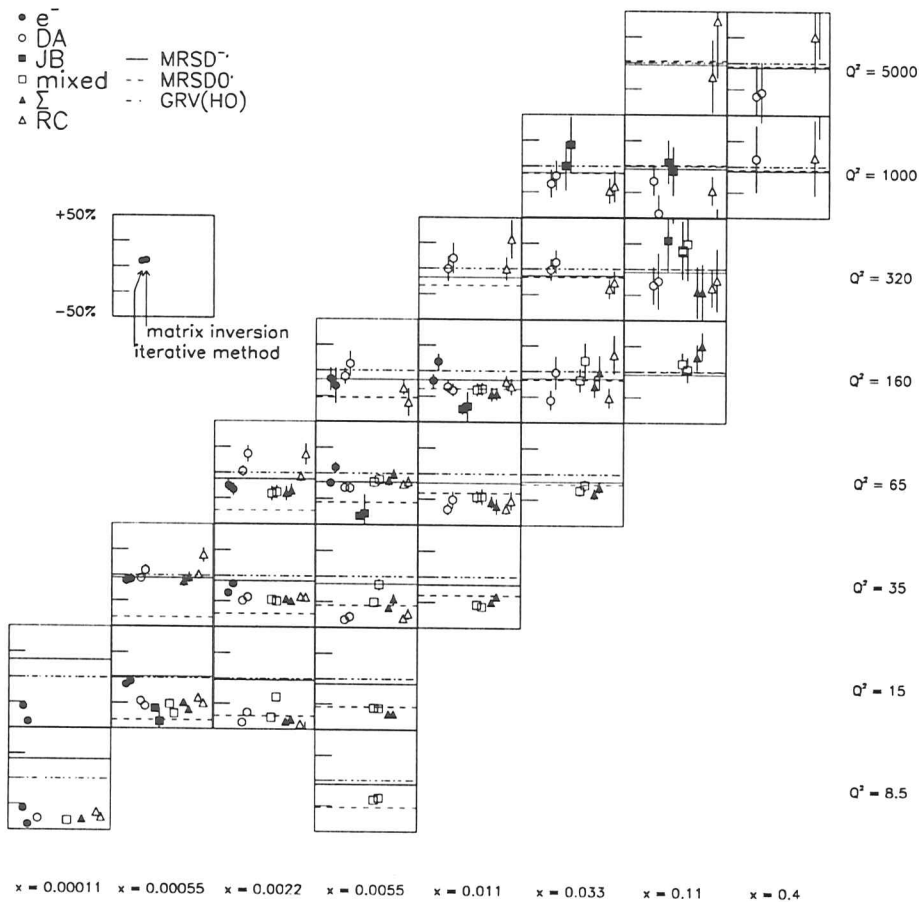 e⁻
DA
JB
mixed
Σ
RC
MRSD⁻'
MRSD0'
GRV(HO)
+50%
-50%
matrix inversion
iterative method
Q² = 5000
Q² = 1000
Q² = 320
Q² = 160
Q² = 65
Q² = 35
Q² = 15
Q² = 8.5
x = 0.00011 x = 0.00055 x = 0.0022 x = 0.0055 x = 0.011 x = 0.033 x = 0.11 x = 0.4